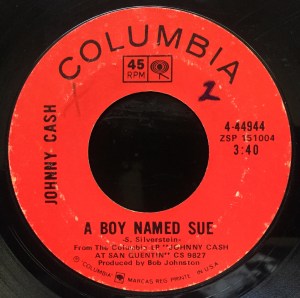 COLUMBIA
45
RPM
2
JOHNNY CASH
4-44944
ZSP 151004
3:40
A BOY NAMED SUE
-S. Silverstein-
From The Columbia LP "JOHNNY CASH
AT SAN QUENTIN" CS 9827
Produced by Bob Johnston
COLUMBIA MARCAS REG. PRINTED IN U.S.A.